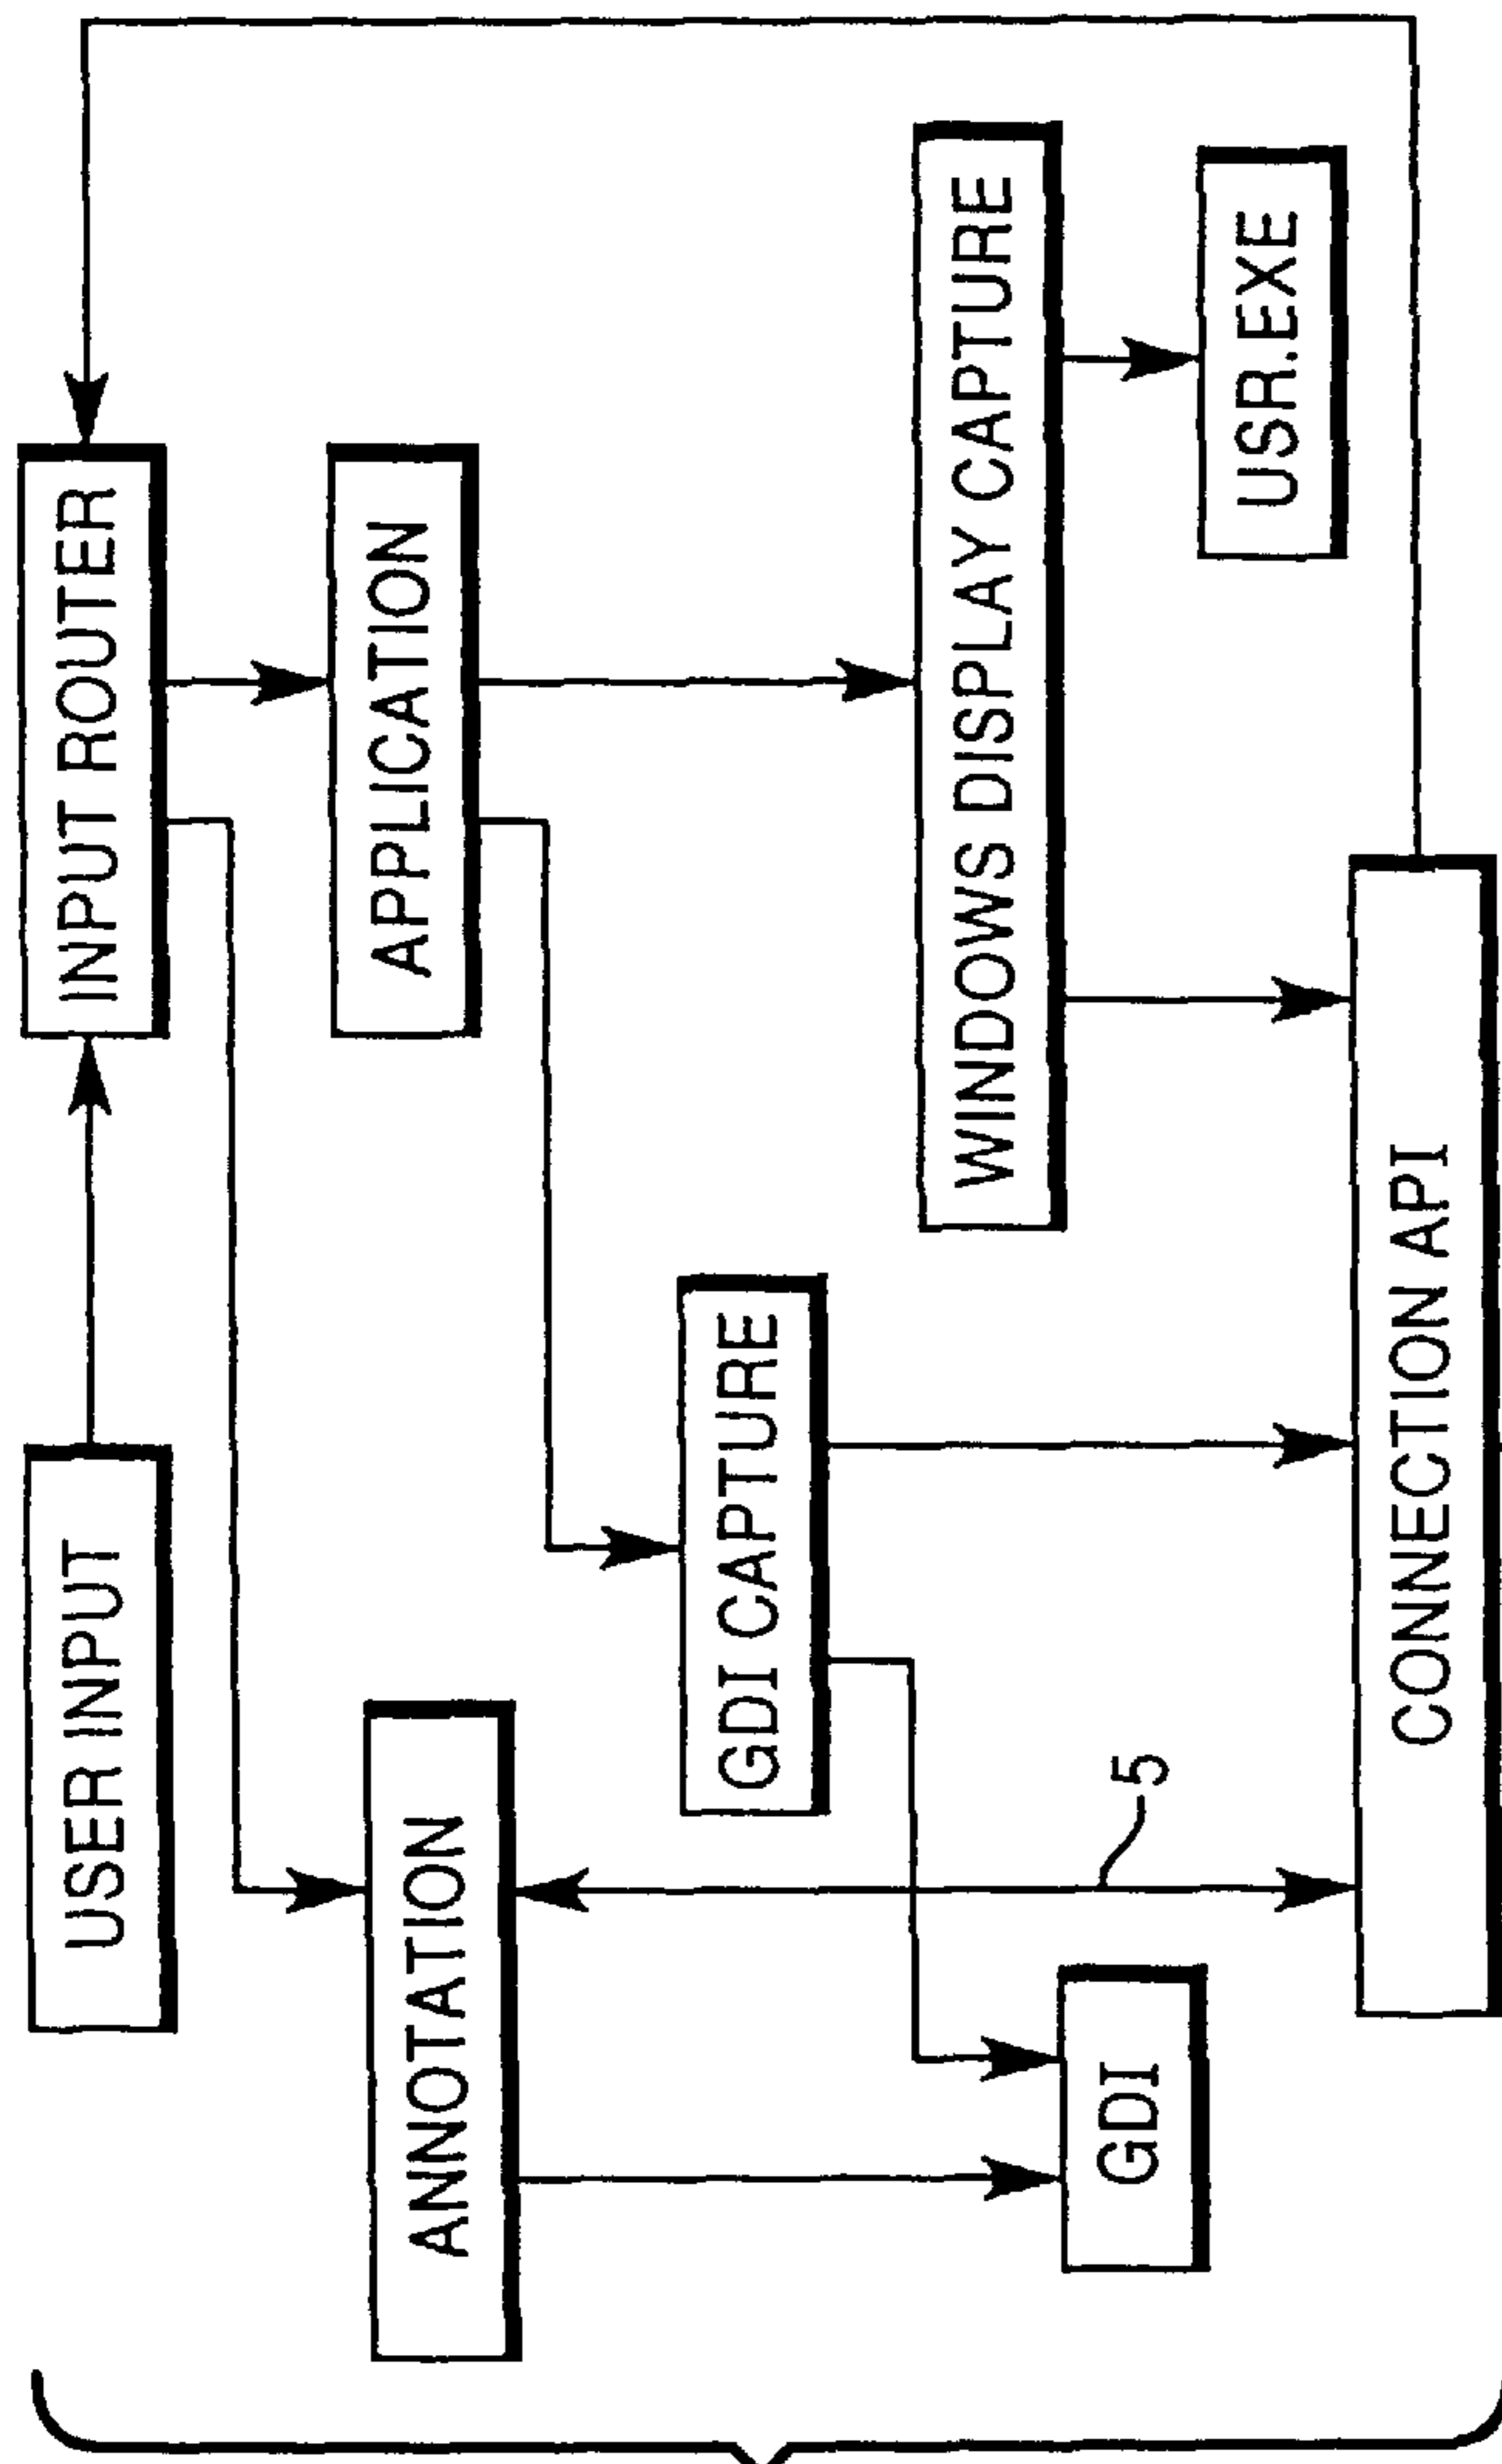 USER INPUT
INPUT ROUTER
ANNOTATION
APPLICATION
GDI CAPTURE
WINDOWS DISPLAY CAPTURE
5
GDI
USR.EXE
CONNECTION API